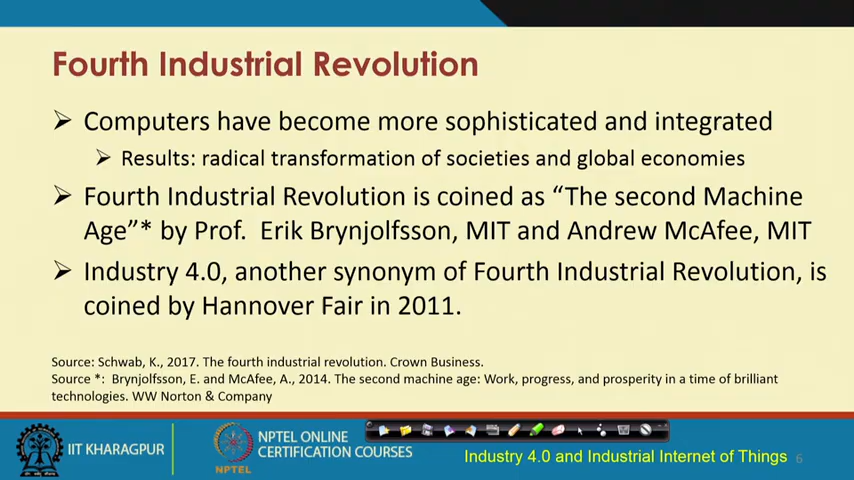 Fourth Industrial Revolution
Computers have become more sophisticated and integrated
Results: radical transformation of societies and global economies
Fourth Industrial Revolution is coined as “The second Machine
Age”* by Prof. Erik Brynjolfsson, MIT and Andrew McAfee, MIT
Industry 4.0, another synonym of Fourth Industrial Revolution, is
coined by Hannover Fair in 2011.
Source: Schwab, K., 2017. The fourth industrial revolution. Crown Business.
Source *: Brynjolfsson, E. and McAfee, A., 2014. The second machine age: Work, progress, and prosperity in a time of brilliant
technologies. WW Norton & Company
IIT KHARAGPUR
NPTEL
NPTEL ONLINE
CERTIFICATION COURSES
Industry 4.0 and Industrial Internet of Things
6